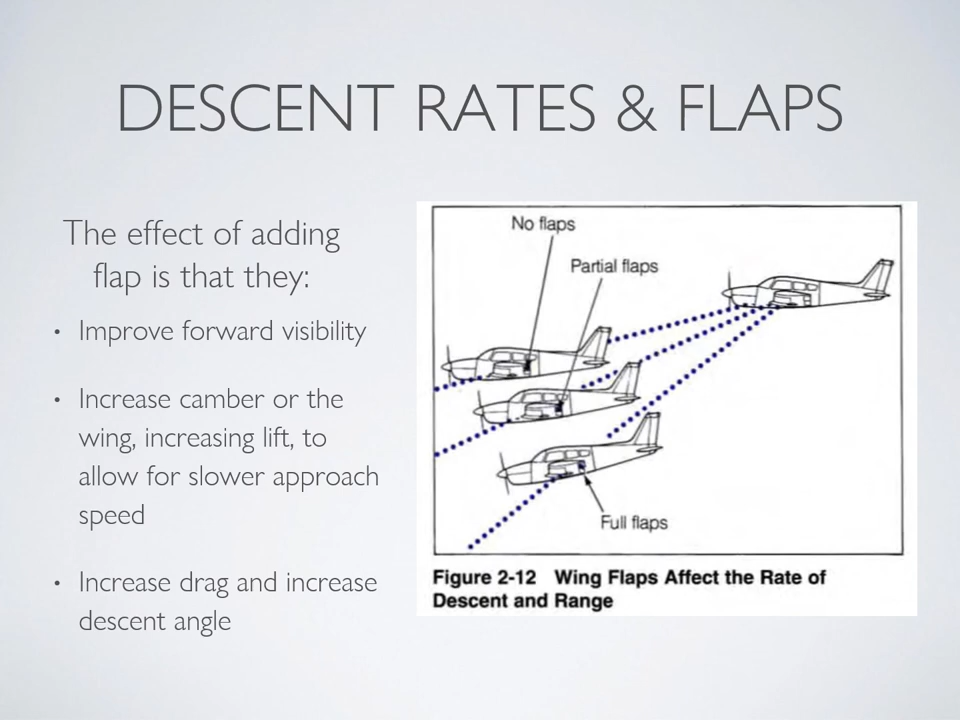 DESCENT RATES & FLAPS
The effect of adding
flap is that they:
• Improve forward visibility
• Increase camber or the
wing, increasing lift, to
allow for slower approach
speed
• Increase drag and increase
descent angle
No flaps
Partial flaps
Full flaps
Figure 2-12 Wing Flaps Affect the Rate of
Descent and Range